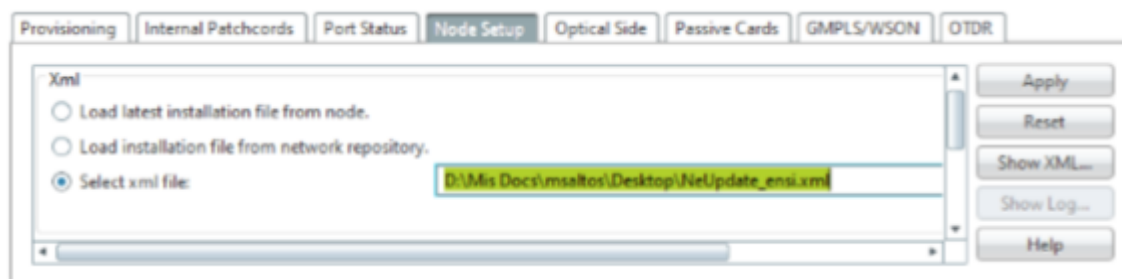 Provisioning Internal Patchcords Port Status Node Setup Optical Side Passive Cards GMPLS/WSON OTDR
Xml
Load latest installation file from node.
Load installation file from network repository.
Select xml file: D:\Mis Docs\msaltos\Desktop\NeUpdate_ensi.xml
Apply
Reset
Show XML...
Show Log...
Help